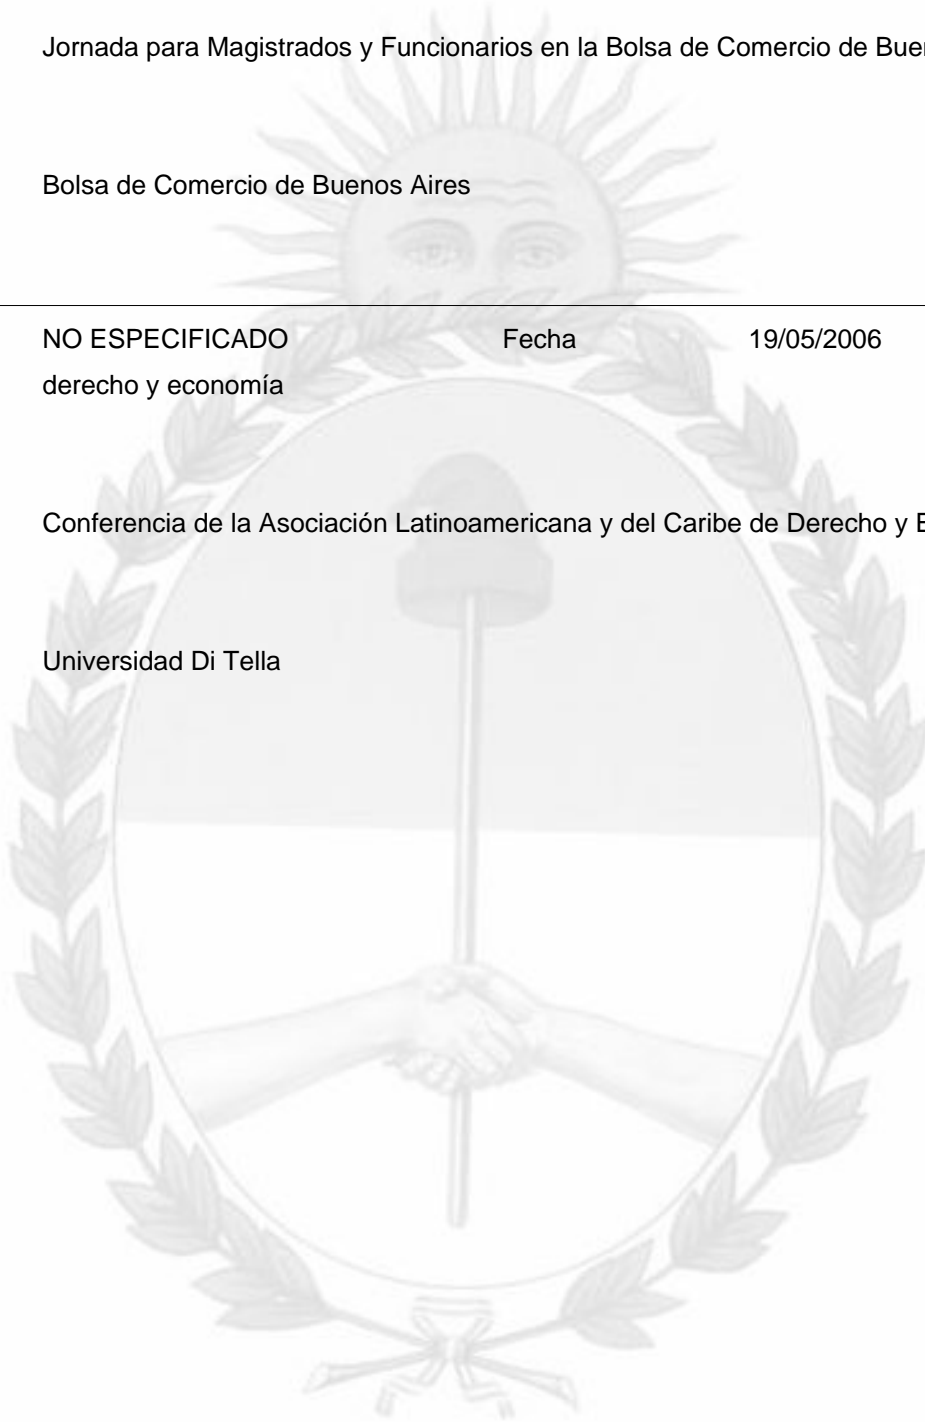 Jornada para Magistrados y Funcionarios en la Bolsa de Comercio de
Bolsa de Comercio de Buenos Aires
NO ESPECIFICADO Fecha 19/05/2006
derecho y economía
Conferencia de la Asociación Latinoamericana y del Caribe de Derecho y
Universidad Di Tella